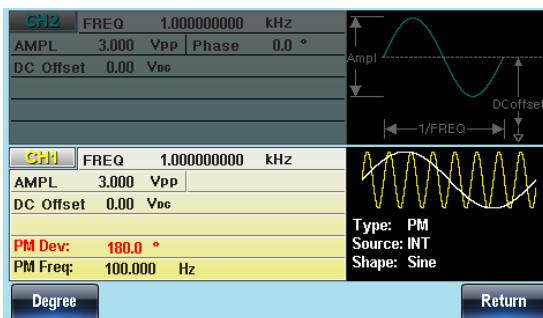 CH2 FREQ 1.000000000 kHz
AMPL 3.000 Vpp Phase 0.0 °
DC Offset 0.00 VDC
Ampl
DCoffset
1/FREQ
CH1 FREQ 1.000000000 kHz
AMPL 3.000 Vpp
DC Offset 0.00 VDC
PM Dev: 180.0 °
PM Freq: 100.000 Hz
Type: PM
Source: INT
Shape: Sine
Degree
Return